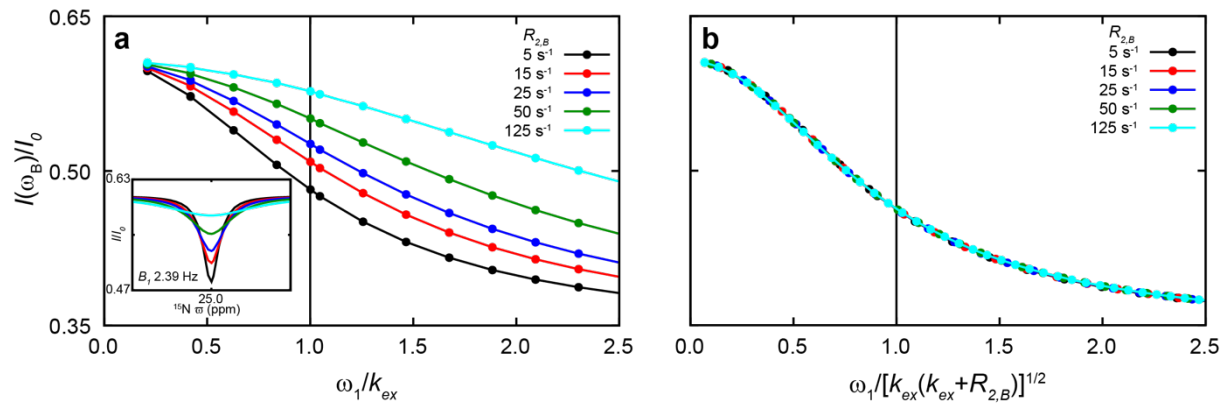 a
0.65
0.50
0.35
I(ωB)/I0
R2,B
5 s-1
15 s-1
25 s-1
50 s-1
125 s-1
0.63
0.47
I/I0
B1 2.39 Hz
25.0
15N ϖ (ppm)
0.0 0.5 1.0 1.5 2.0 2.5
ω1/kex
b
R2,B
5 s-1
15 s-1
25 s-1
50 s-1
125 s-1
0.0 0.5 1.0 1.5 2.0 2.5
ω1/[kex(kex+R2,B)]1/2